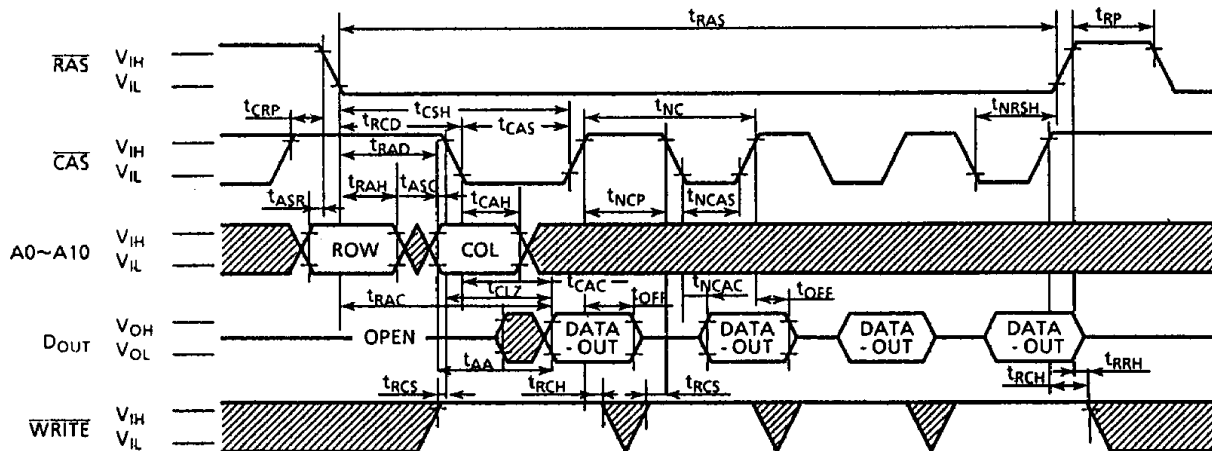 tRAS tRP
RAS VIH
VIL
tCRP tCSH tNC tNRSH
tRCD tCAS
CAS VIH
VIL
tRAD
tRAH tASC
tASR tCAH tNCP tNCAS
A0~A10 VIH
VIL
ROW COL
tCAC tNCAC
tCLZ tOFF tOFF
tRAC
DOUT VOH
VOL
OPEN DATA-OUT DATA-OUT DATA-OUT DATA-OUT
tAA tRRH
tRCS tRCH tRCS tRCH
WRITE VIH
VIL